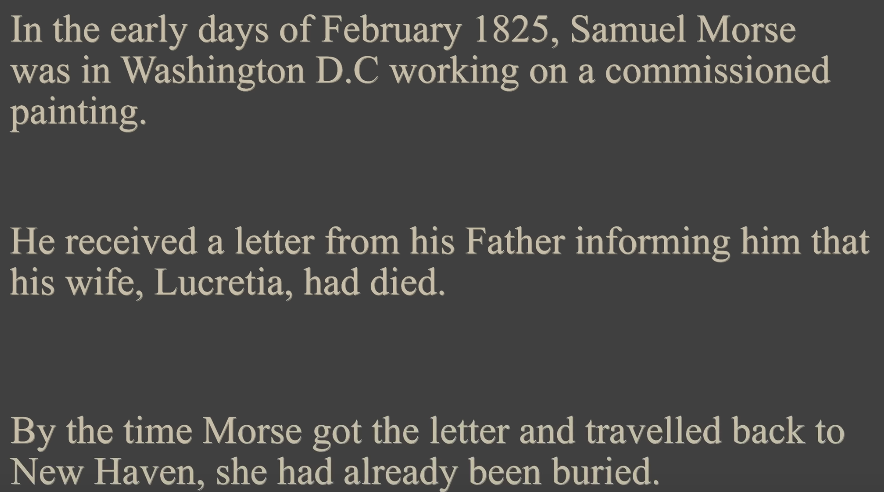 In the early days of February 1825, Samuel Morse
was in Washington D.C working on a commissioned
painting.
He received a letter from his Father informing him that
his wife, Lucretia, had died.
By the time Morse got the letter and travelled back to
New Haven, she had already been buried.